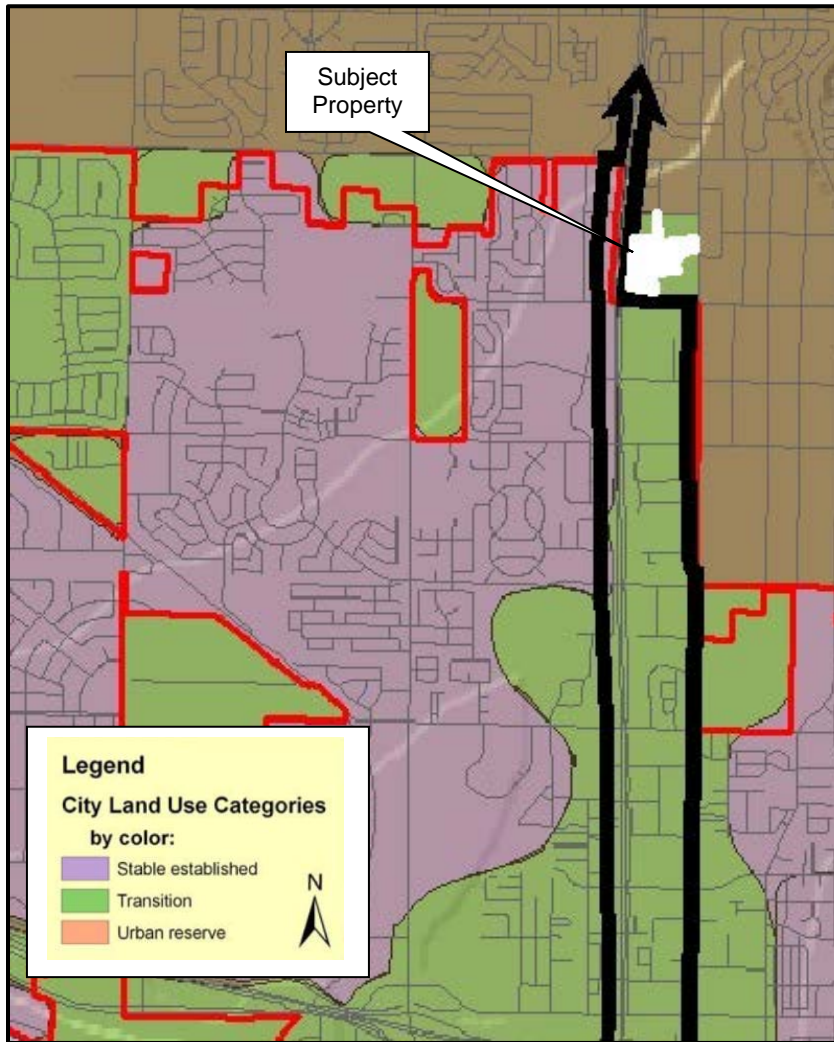 Subject
Property
Legend
City Land Use Categories
by color:
Stable established
Transition
Urban reserve
N